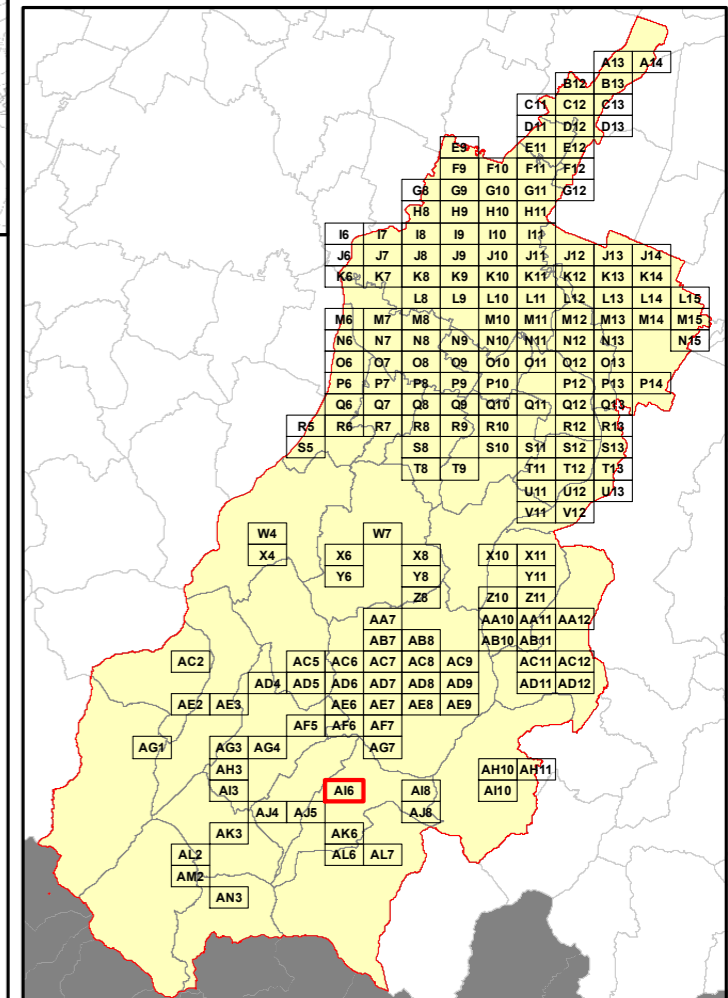 A13 A14
B12 B13
C11 C12 C13
D11 D12 D13
E9 E11 E12
F9 F10 F11 F12
G8 G9 G10 G11 G12
H8 H9 H10 H11
I6 I7 I8 I9 I10 I11
J6 J7 J8 J9 J10 J11 J12 J13 J14
K6 K7 K8 K9 K10 K11 K12 K13 K14
L8 L9 L10 L11 L12 L13 L14 L15
M6 M7 M8 M10 M11 M12 M13 M14 M15
N6 N7 N8 N9 N10 N11 N12 N13 N15
O6 O7 O8 O9 O10 O11 O12 O13
P6 P7 P8 P9 P10 P12 P13 P14
Q6 Q7 Q8 Q9 Q10 Q11 Q12 Q13
R5 R6 R7 R8 R9 R10 R12 R13
S5 S8 S10 S11 S12 S13
T8 T9 T11 T12 T13
U11 U12 U13
V11 V12
W4 W7
X4 X6 X8 X10 X11
Y6 Y8 Y11
Z8 Z10 Z11
AA7 AA10 AA11 AA12
AB7 AB8 AB10 AB11
AC2 AC5 AC6 AC7 AC8 AC9 AC11 AC12
AD4 AD5 AD6 AD7 AD8 AD9 AD11 AD12
AE2 AE3 AE6 AE7 AE8 AE9
AF5 AF6 AF7
AG1 AG3 AG4 AG7
AH3 AH10 AH11
AI3 AI6 AI8 AI10
AJ4 AJ5 AJ8
AK3 AK6
AL2 AL6 AL7
AM2
AN3